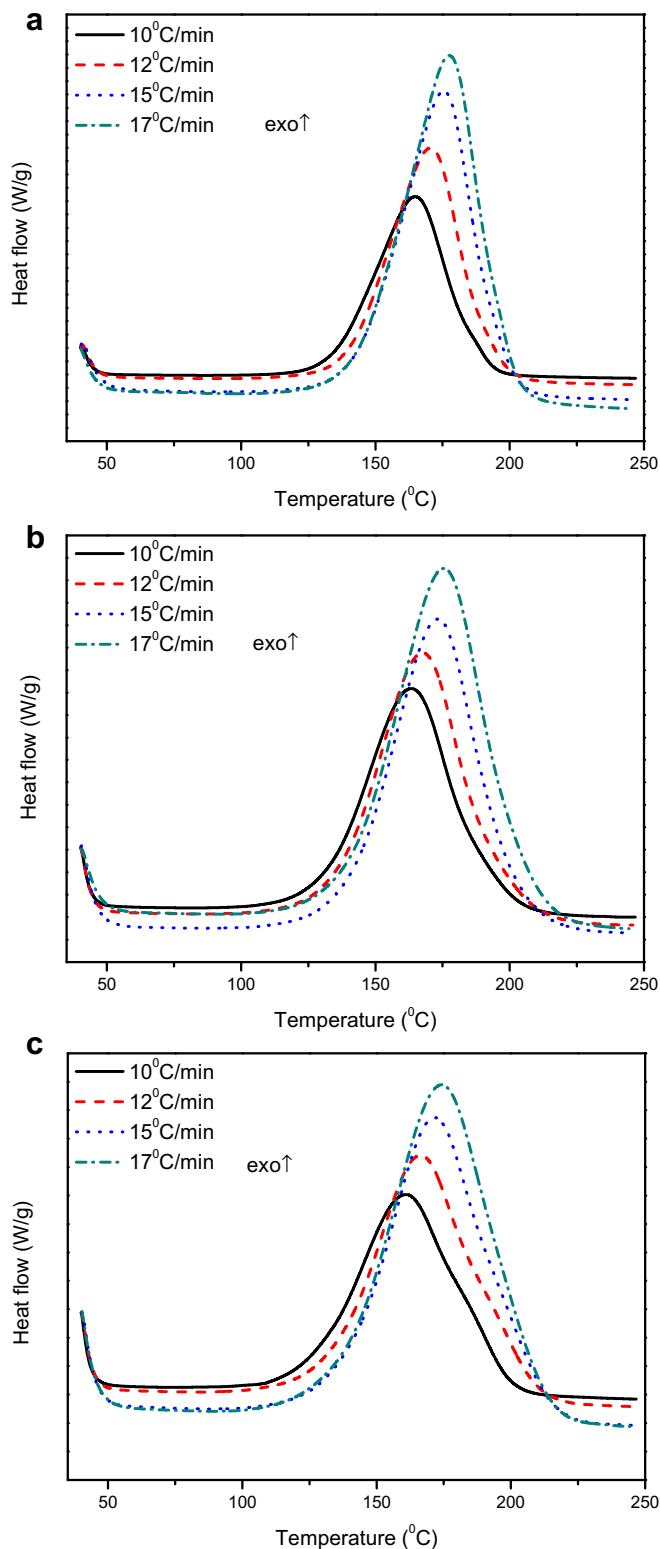 a
10⁰C/min
12⁰C/min
15⁰C/min
17⁰C/min
exo↑
Heat flow (W/g)
50 100 150 200 250
Temperature (⁰C)
b
10⁰C/min
12⁰C/min
15⁰C/min
17⁰C/min
exo↑
Heat flow (W/g)
50 100 150 200 250
Temperature (⁰C)
c
10⁰C/min
12⁰C/min
15⁰C/min
17⁰C/min
exo↑
Heat flow (W/g)
50 100 150 200 250
Temperature (⁰C)